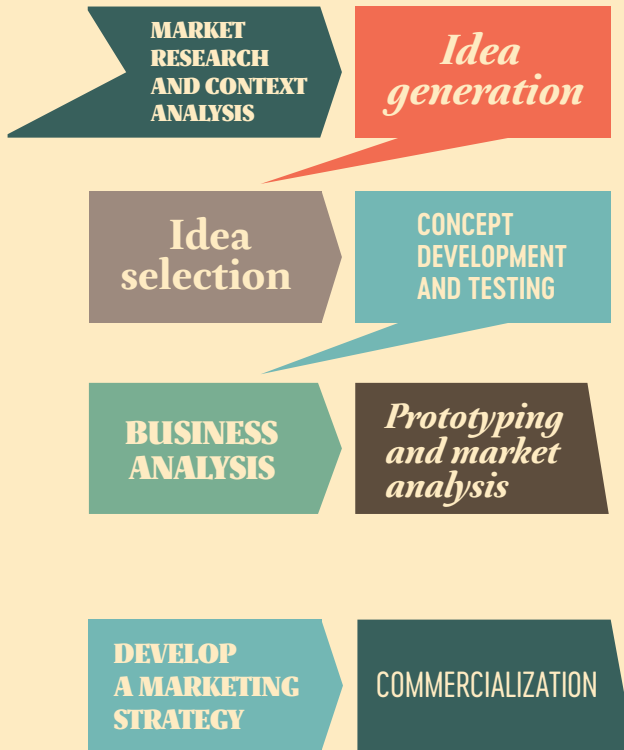 MARKET
RESEARCH
AND CONTEXT
ANALYSIS
Idea
generation
Idea
selection
CONCEPT
DEVELOPMENT
AND TESTING
BUSINESS
ANALYSIS
Prototyping
and market
analysis
DEVELOP
A MARKETING
STRATEGY
COMMERCIALIZATION